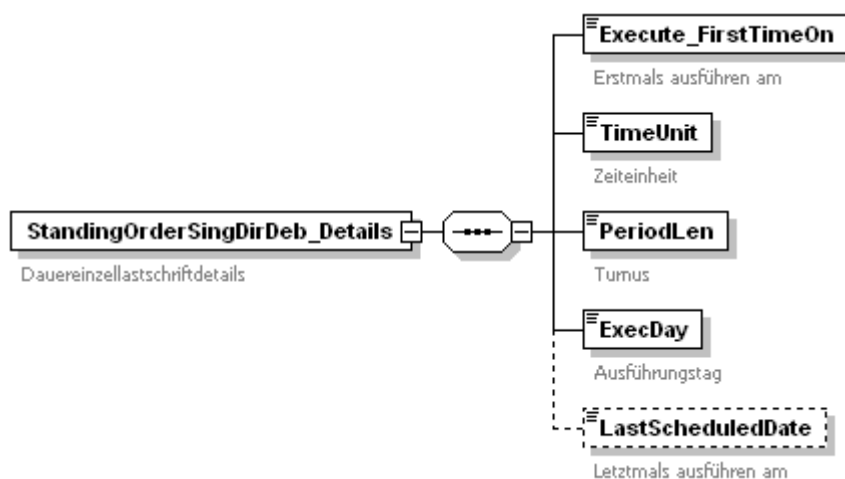 Execute_FirstTimeOn
Erstmals ausführen am
TimeUnit
Zeiteinheit
StandingOrderSingDirDeb_Details
Dauereinzellastschriftdetails
PeriodLen
Turnus
ExecDay
Ausführungstag
LastScheduledDate
Letztmals ausführen am